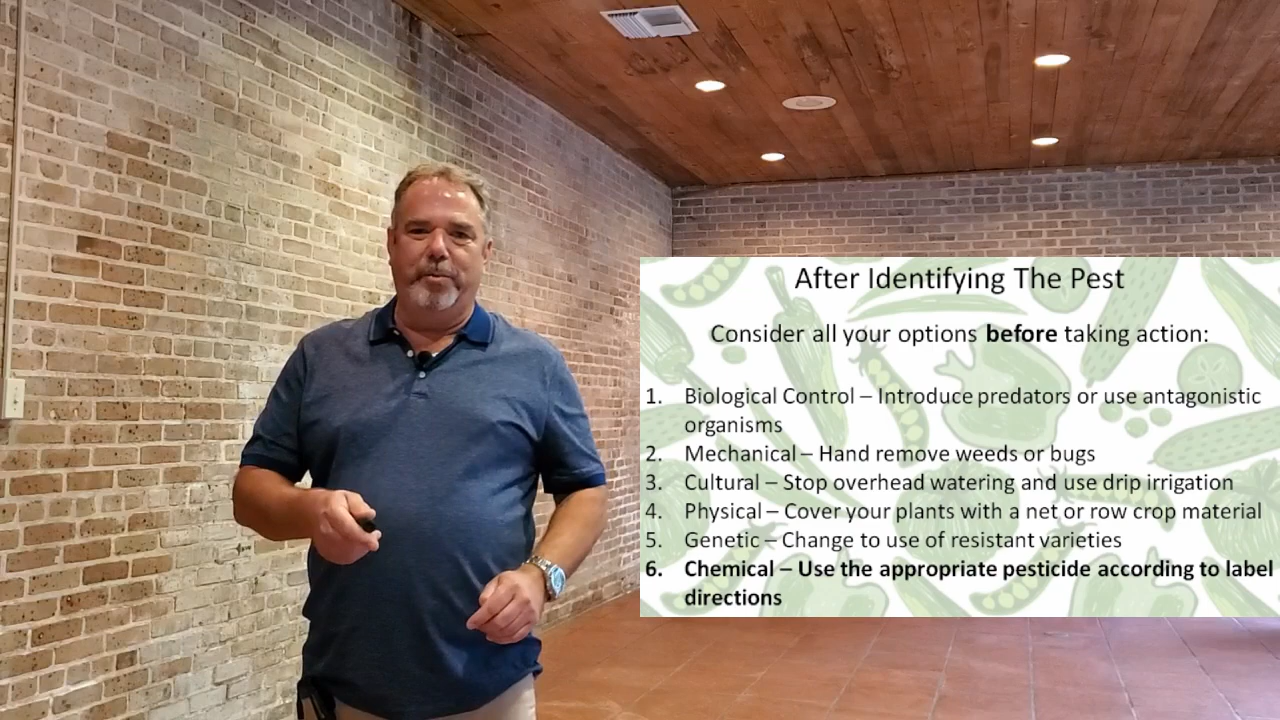 After Identifying The Pest
Consider all your options before taking action:
1. Biological Control – Introduce predators or use antagonistic
organisms
2. Mechanical – Hand remove weeds or bugs
3. Cultural – Stop overhead watering and use drip irrigation
4. Physical – Cover your plants with a net or row crop material
5. Genetic – Change to use of resistant varieties
6. Chemical – Use the appropriate pesticide according to label
directions